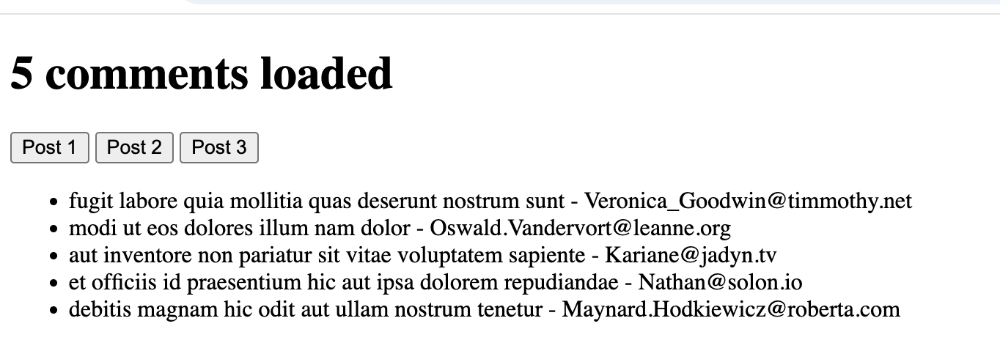 5 comments loaded
Post 1 Post 2 Post 3
fugit labore quia mollitia quas deserunt nostrum sunt - Veronica_Goodwin@timmothy.net
modi ut eos dolores illum nam dolor - Oswald.Vandervort@leanne.org
aut inventore non pariatur sit vitae voluptatem sapiente - Kariane@jadyn.tv
et officiis id praesentium hic aut ipsa dolorem repudiandae - Nathan@solon.io
debitis magnam hic odit aut ullam nostrum tenetur - Maynard.Hodkiewicz@roberta.com